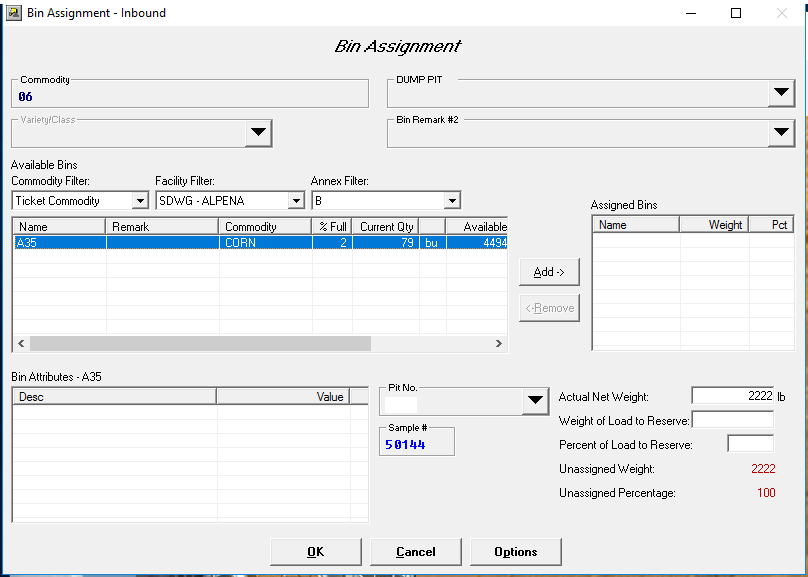 Bin Assignment - Inbound
Bin Assignment
Commodity
06
DUMP PIT
Variety/Class
Bin Remark #2
Available Bins
Commodity Filter: Facility Filter: Annex Filter:
Ticket Commodity SDWG - ALPENA B
Assigned Bins
Name Remark Commodity % Full Current Qty Available
A35 CORN 2 79 bu 4494
Name Weight Pct
Add ->
<-Remove
Bin Attributes - A35
Desc Value
Pit No.
Sample #
50144
Actual Net Weight: 2222 lb
Weight of Load to Reserve:
Percent of Load to Reserve:
Unassigned Weight: 2222
Unassigned Percentage: 100
OK Cancel Options